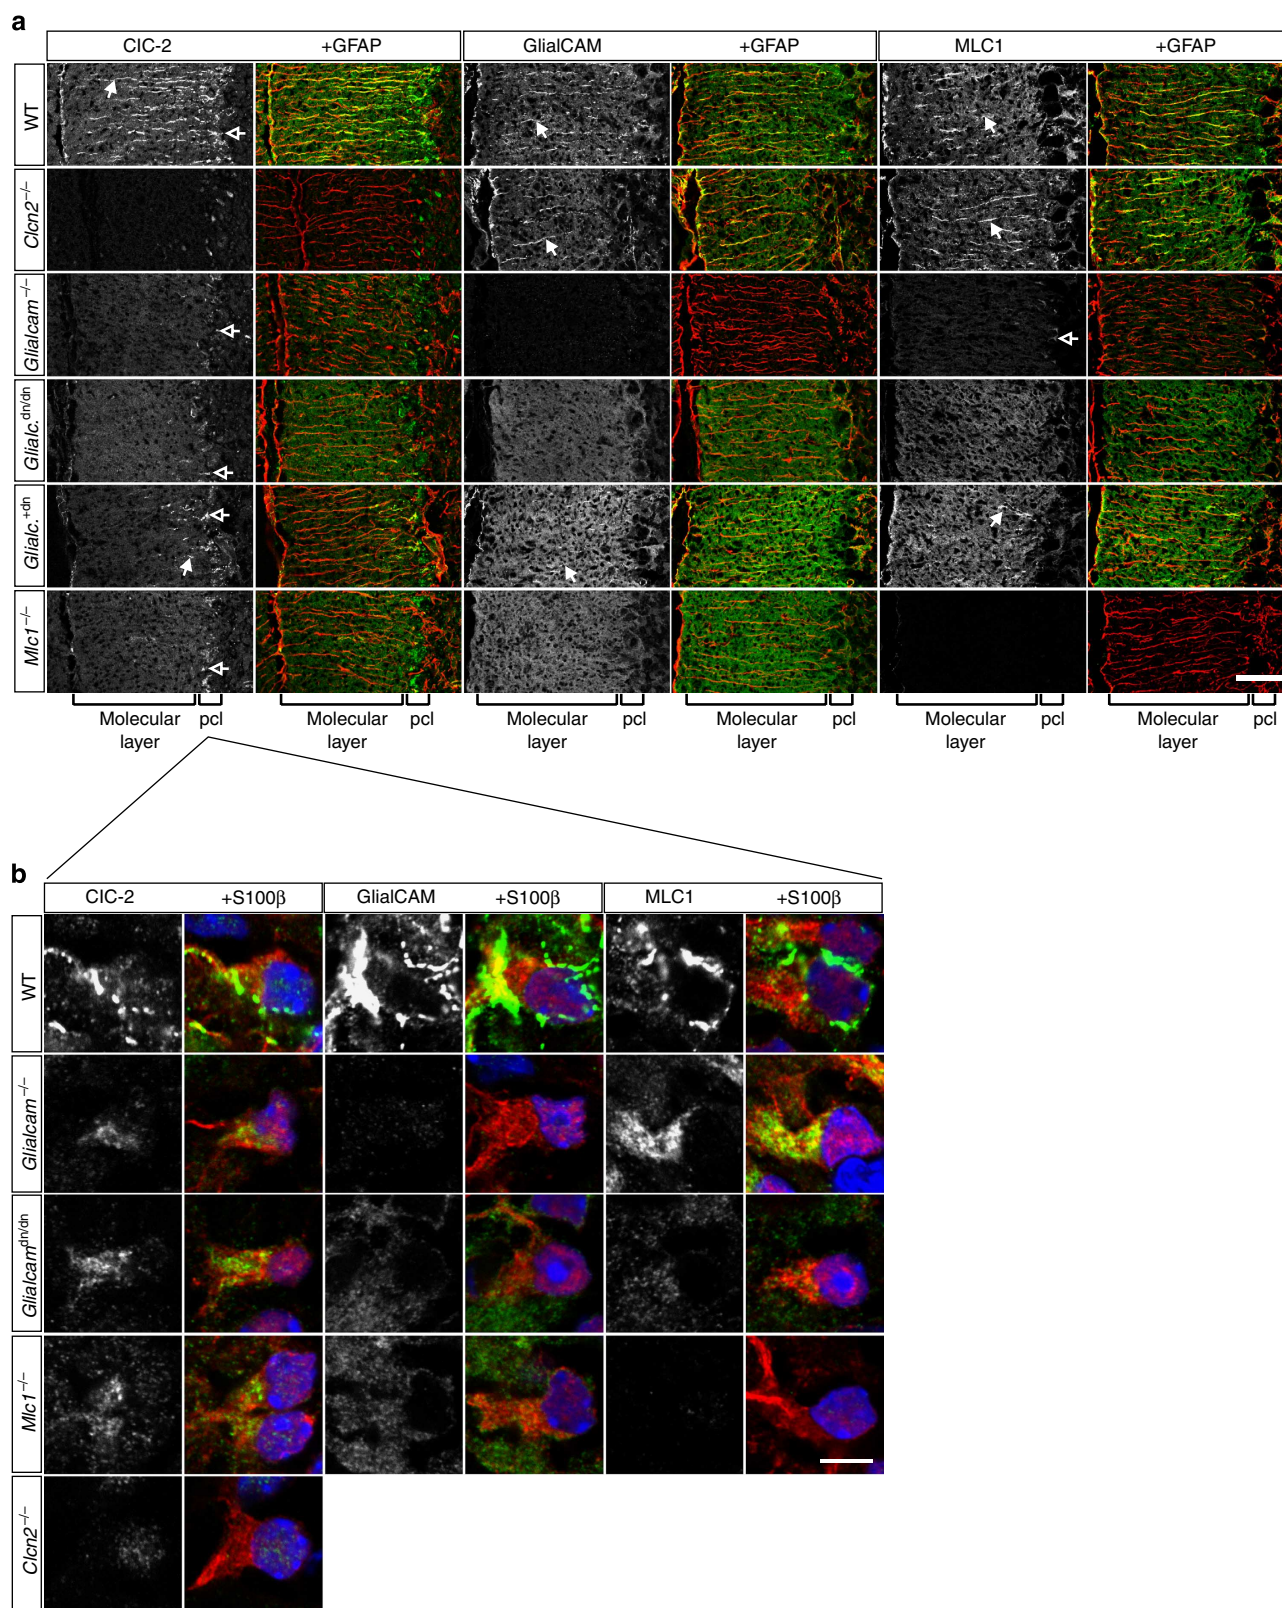 a
CIC-2 +GFAP GlialCAM +GFAP MLC1 +GFAP
WT
Clcn2⁻/⁻
Glialcam⁻/⁻
Glialc.dn/dn
Glialc.+dn
Mlc1⁻/⁻
Molecular layer pcl Molecular layer pcl Molecular layer pcl Molecular layer pcl Molecular layer pcl Molecular layer pcl
b
CIC-2 +S100β GlialCAM +S100β MLC1 +S100β
WT
Glialcam⁻/⁻
Glialcamdn/dn
Mlc1⁻/⁻
Clcn2⁻/⁻